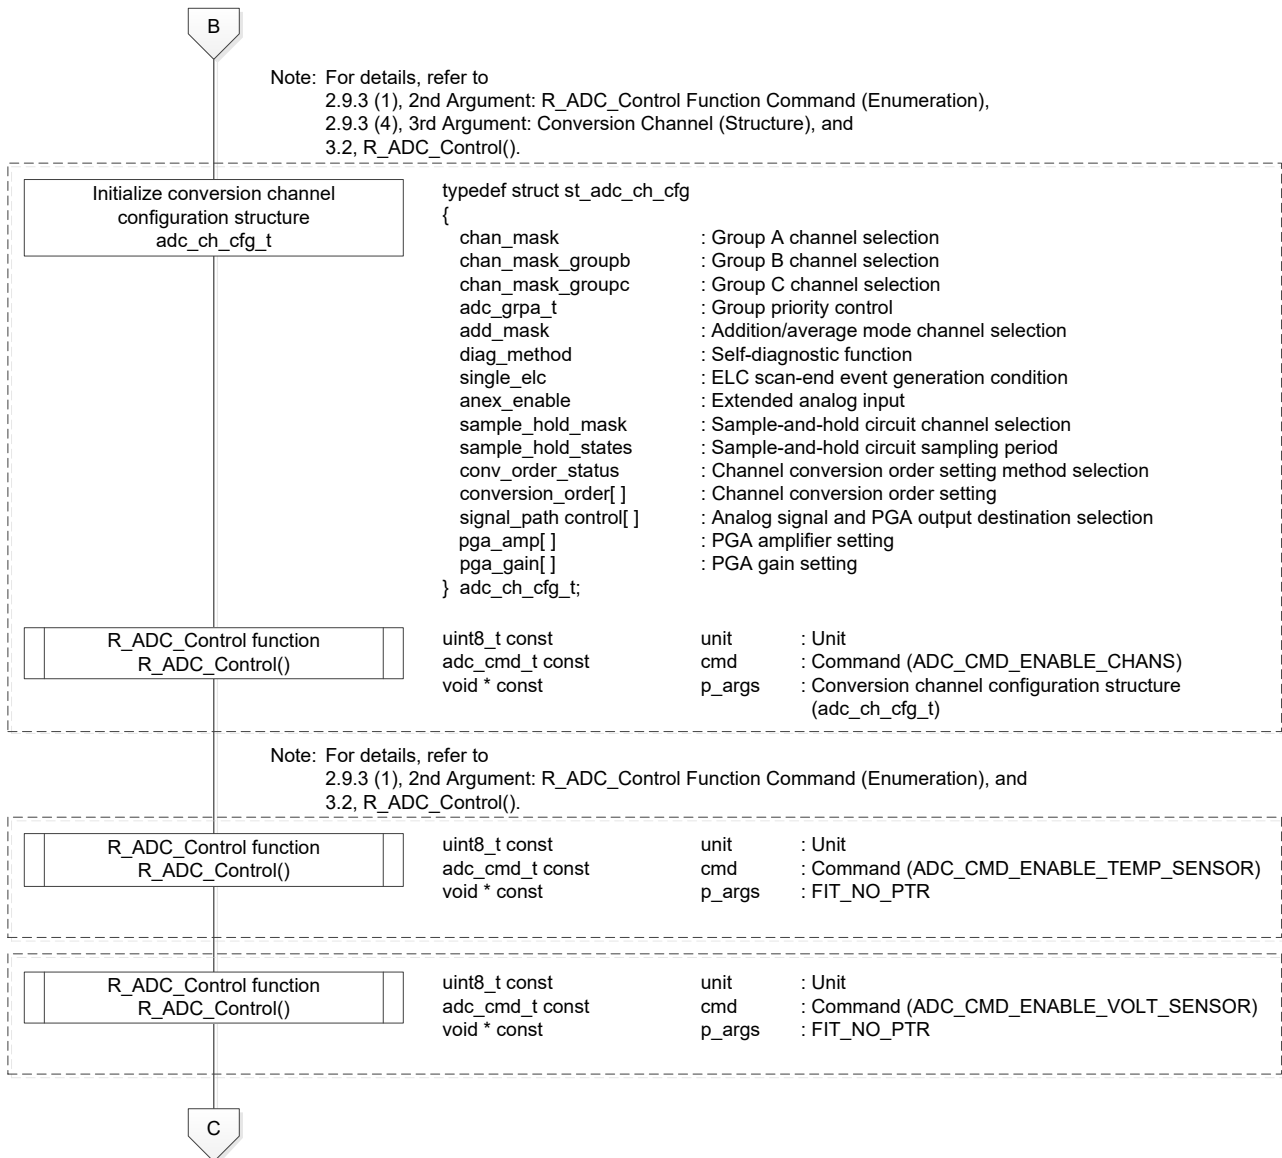 B
Note: For details, refer to
2.9.3 (1), 2nd Argument: R_ADC_Control Function Command (Enumeration),
2.9.3 (4), 3rd Argument: Conversion Channel (Structure), and
3.2, R_ADC_Control().
Initialize conversion channel
configuration structure
adc_ch_cfg_t
typedef struct st_adc_ch_cfg
{
chan_mask : Group A channel selection
chan_mask_groupb : Group B channel selection
chan_mask_groupc : Group C channel selection
adc_grpa_t : Group priority control
add_mask : Addition/average mode channel selection
diag_method : Self-diagnostic function
single_elc : ELC scan-end event generation condition
anex_enable : Extended analog input
sample_hold_mask : Sample-and-hold circuit channel selection
sample_hold_states : Sample-and-hold circuit sampling period
conv_order_status : Channel conversion order setting method selection
conversion_order[ ] : Channel conversion order setting
signal_path control[ ] : Analog signal and PGA output destination selection
pga_amp[ ] : PGA amplifier setting
pga_gain[ ] : PGA gain setting
} adc_ch_cfg_t;
R_ADC_Control function
R_ADC_Control()
uint8_t const unit : Unit
adc_cmd_t const cmd : Command (ADC_CMD_ENABLE_CHANS)
void * const p_args : Conversion channel configuration structure
(adc_ch_cfg_t)
Note: For details, refer to
2.9.3 (1), 2nd Argument: R_ADC_Control Function Command (Enumeration), and
3.2, R_ADC_Control().
R_ADC_Control function
R_ADC_Control()
uint8_t const unit : Unit
adc_cmd_t const cmd : Command (ADC_CMD_ENABLE_TEMP_SENSOR)
void * const p_args : FIT_NO_PTR
R_ADC_Control function
R_ADC_Control()
uint8_t const unit : Unit
adc_cmd_t const cmd : Command (ADC_CMD_ENABLE_VOLT_SENSOR)
void * const p_args : FIT_NO_PTR
C